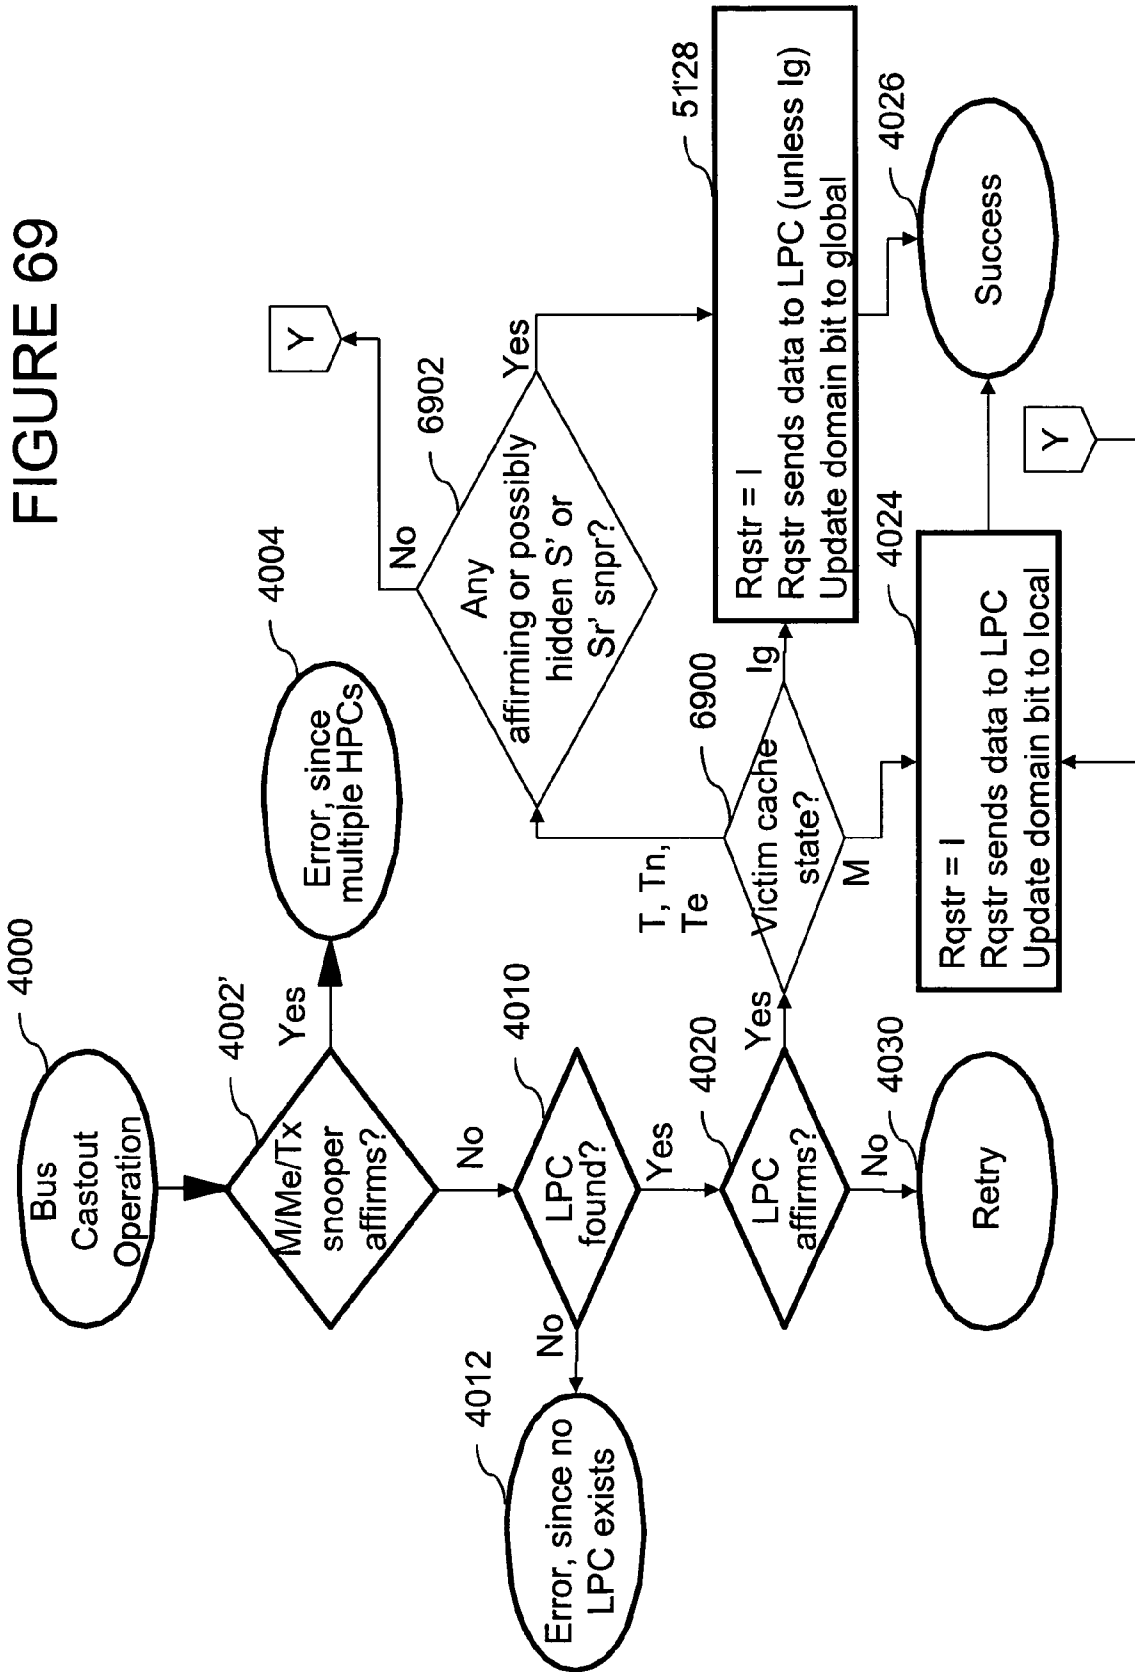 FIGURE 69
4000
Bus
Castout
Operation
4002'
M/Me/Tx
snooper
affirms?
Yes
4004
Error, since
multiple HPCs
No
4010
LPC
found?
No
4012
Error, since no
LPC exists
Yes
4020
LPC
affirms?
No
4030
Retry
Yes
6900
Victim cache
state?
T, Tn,
Te
Ig
M
6902
Any
affirming or possibly
hidden S' or
Sr' snpr?
No
Y
Yes
5128
Rqstr = I
Rqstr sends data to LPC (unless Ig)
Update domain bit to global
4024
Rqstr = I
Rqstr sends data to LPC
Update domain bit to local
Y
4026
Success